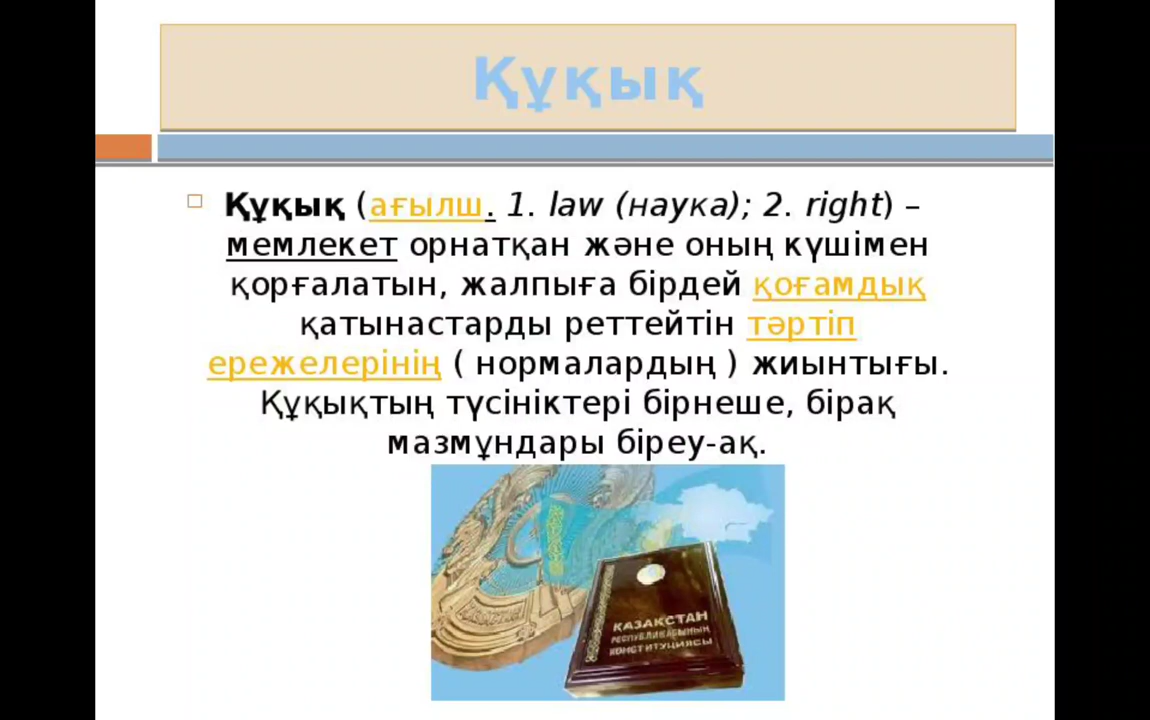 Құқық
Құқық (ағылш. 1. law (наука); 2. right) –
мемлекет орнатқан және оның күшімен
қорғалатын, жалпыға бірдей қоғамдық
қатынастарды реттейтін тәртіп
ережелерінің ( нормалардың ) жиынтығы.
Құқықтың түсініктері бірнеше, бірақ
мазмұндары біреу-ақ.
ҚАЗАҚСТАН
РЕСПУБЛИКАСЫНЫҢ
КОНСТИТУЦИЯСЫ